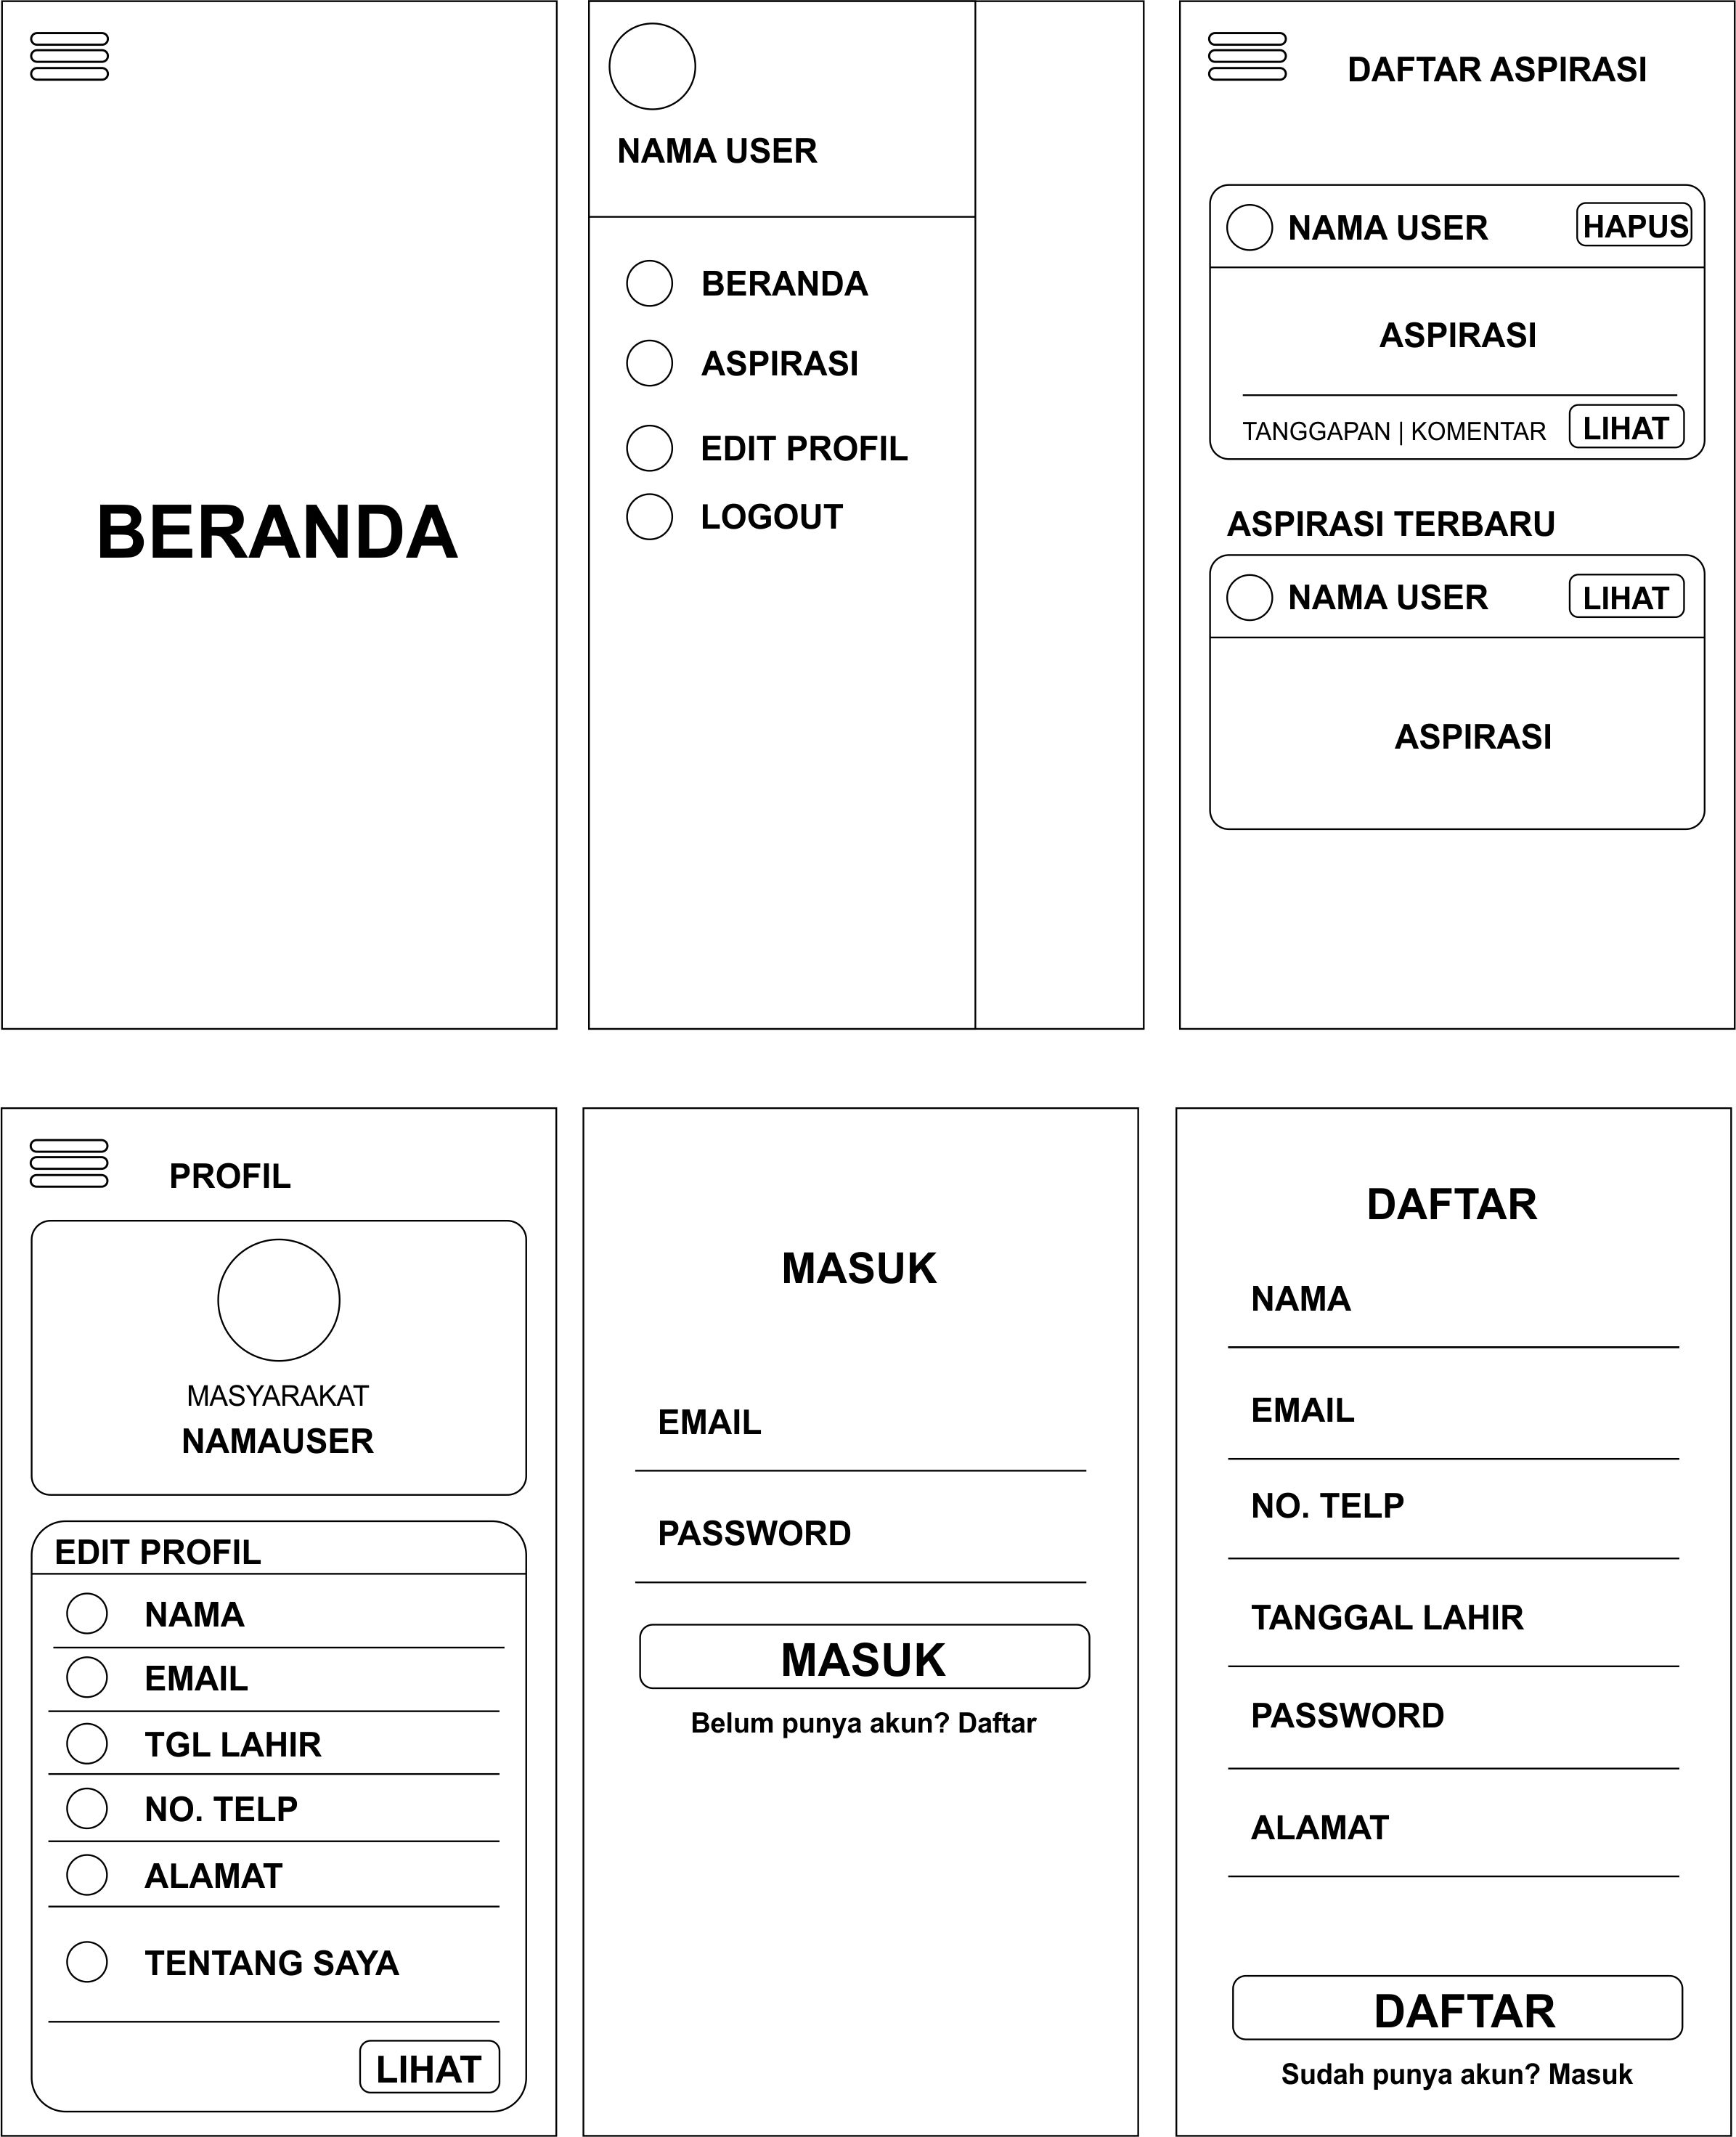 BERANDA
NAMA USER
BERANDA
ASPIRASI
EDIT PROFIL
LOGOUT
DAFTAR ASPIRASI
NAMA USER HAPUS
ASPIRASI
TANGGAPAN | KOMENTAR LIHAT
ASPIRASI TERBARU
NAMA USER LIHAT
ASPIRASI
PROFIL
MASYARAKAT
NAMAUSER
EDIT PROFIL
NAMA
EMAIL
TGL LAHIR
NO. TELP
ALAMAT
TENTANG SAYA
LIHAT
MASUK
EMAIL
PASSWORD
MASUK
Belum punya akun? Daftar
DAFTAR
NAMA
EMAIL
NO. TELP
TANGGAL LAHIR
PASSWORD
ALAMAT
DAFTAR
Sudah punya akun? Masuk